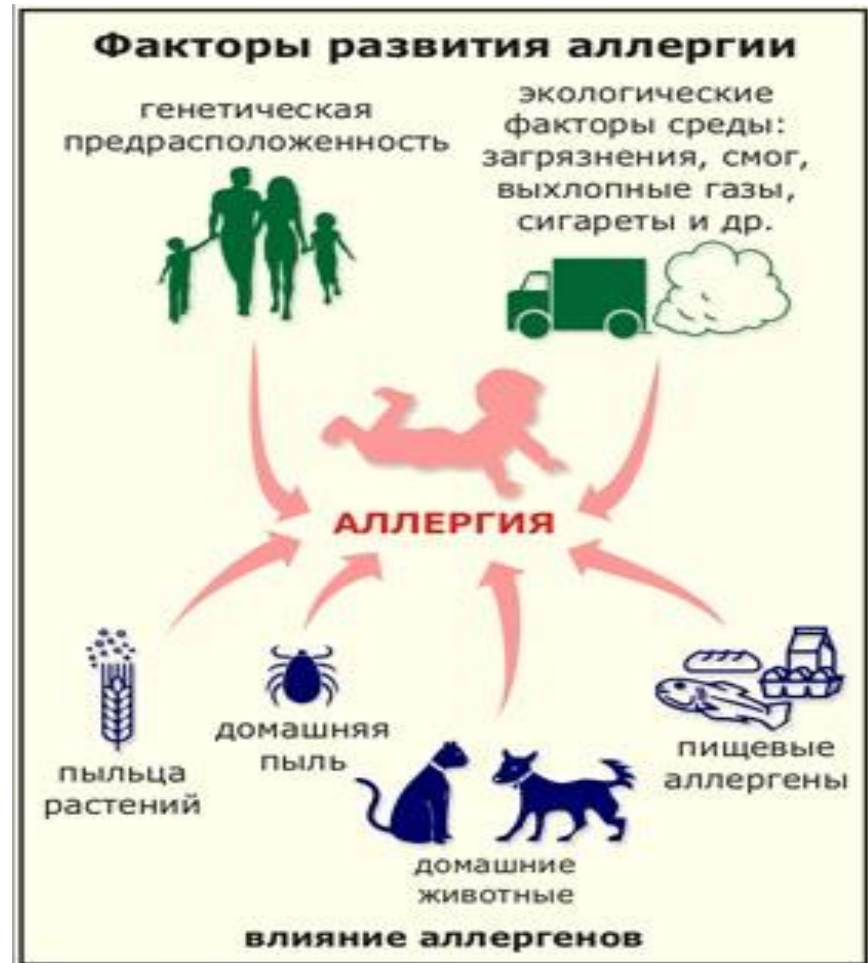 Факторы развития аллергии
генетическая
предрасположенность
экологические
факторы среды:
загрязнения, смог,
выхлопные газы,
сигареты и др.
АЛЛЕРГИЯ
пыльца
растений
домашняя
пыль
домашние
животные
пищевые
аллергены
влияние аллергенов